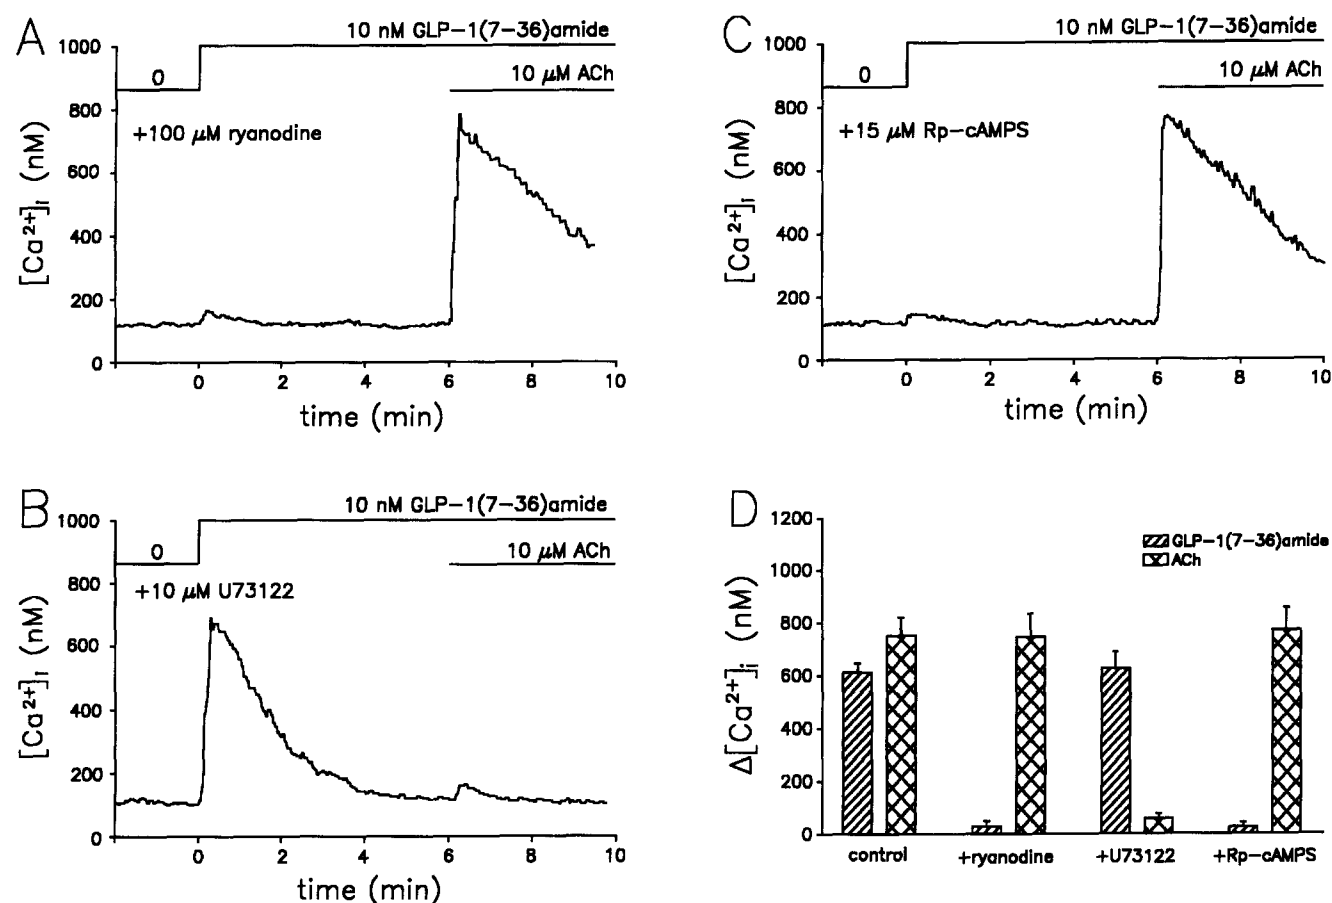 A
10 nM GLP-1(7-36)amide
0
10 μM ACh
+100 μM ryanodine
[Ca2+]i (nM)
1000
800
600
400
200
0
0 2 4 6 8 10
time (min)
C
10 nM GLP-1(7-36)amide
0
10 μM ACh
+15 μM Rp-cAMPS
[Ca2+]i (nM)
1000
800
600
400
200
0
0 2 4 6 8 10
time (min)
B
10 nM GLP-1(7-36)amide
0
10 μM ACh
+10 μM U73122
[Ca2+]i (nM)
1000
800
600
400
200
0
0 2 4 6 8 10
time (min)
D
GLP-1(7-36)amide
ACh
Δ[Ca2+]i (nM)
1200
1000
800
600
400
200
0
control +ryanodine +U73122 +Rp-cAMPS